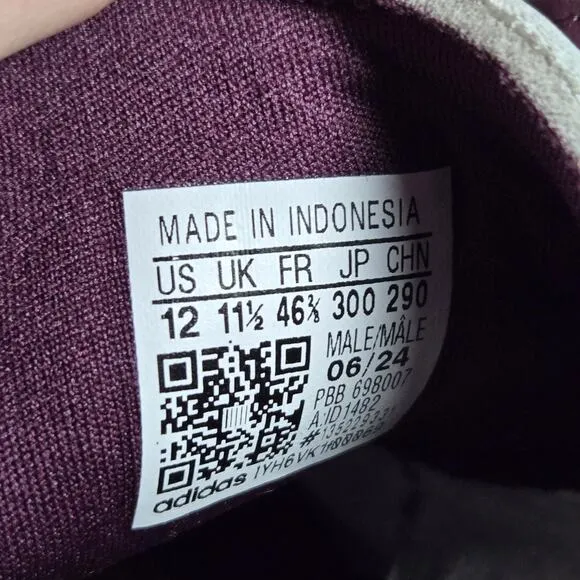 MADE IN INDONESIA
US UK FR JP CHN
12 11½ 46⅔ 300 290
MALE/MÂLE
06/24
PBB 698007
A:ID1482
adidas